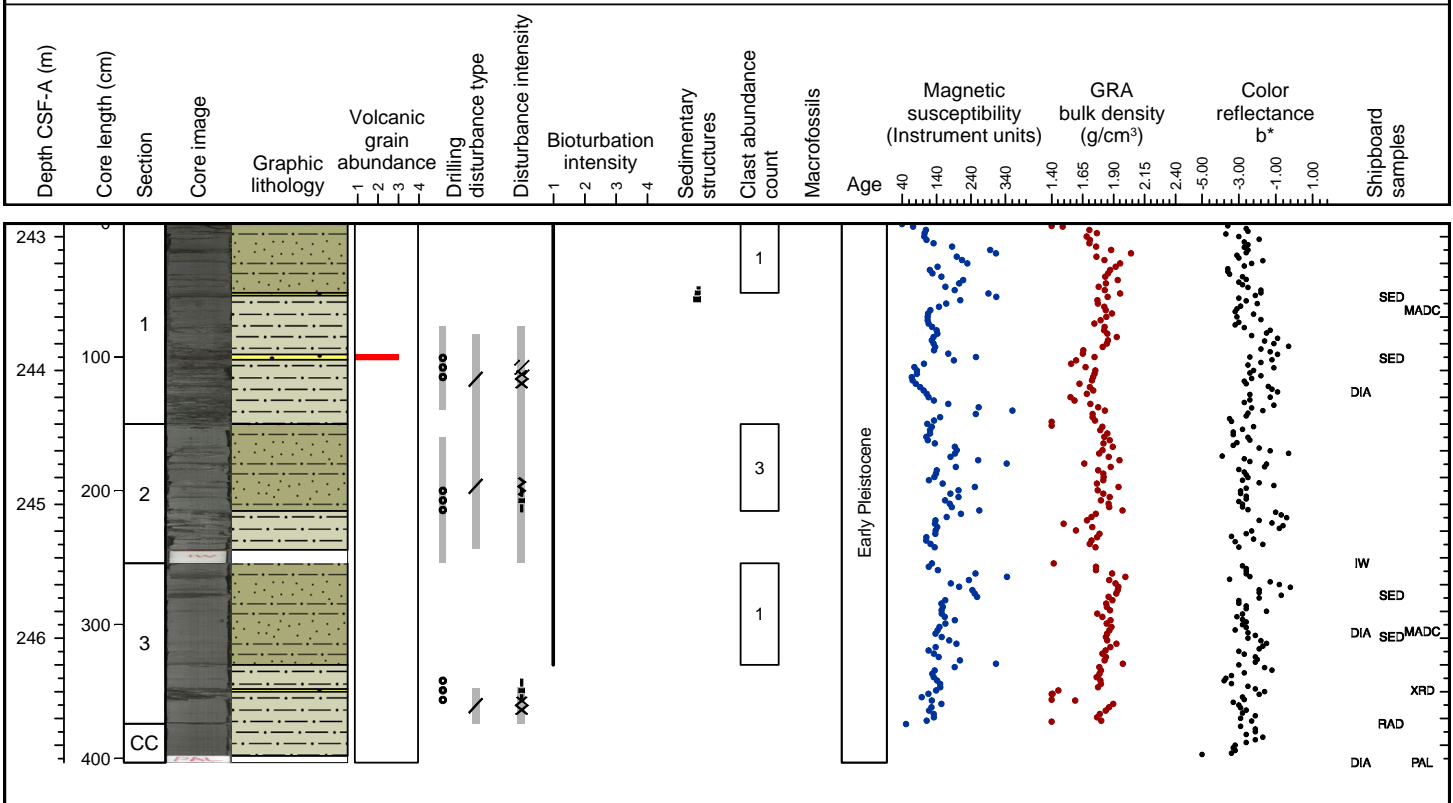 Depth CSF-A (m)
Core length (cm)
Section
Core image
Graphic
lithology
Volcanic
grain
abundance
1 2 3 4
Drilling
disturbance type
Disturbance intensity
Bioturbation
intensity
1 2 3 4
Sedimentary
structures
Clast abundance
count
Macrofossils
Age
Magnetic
susceptibility
(Instrument units)
40 140 240 340
GRA
bulk density
(g/cm³)
1.40 1.65 1.90 2.15 2.40
Color
reflectance
b*
-5.00 -3.00 -1.00 1.00
Shipboard
samples
243
244
245
246
0
100
200
300
400
1
2
3
CC
IW
PAL
1
3
1
Early Pleistocene
SED
MADC
SED
DIA
IW
SED
DIA SED MADC
XRD
RAD
DIA PAL